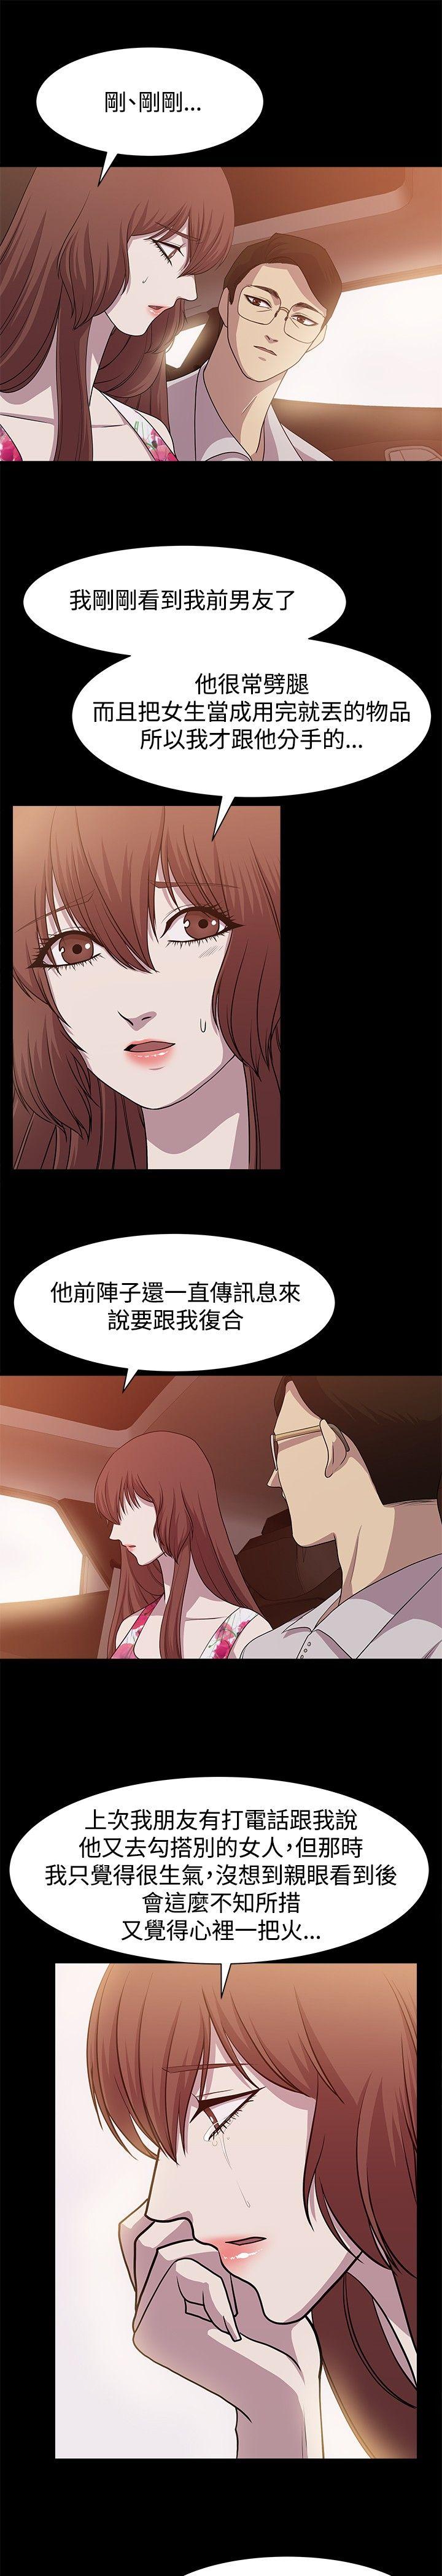 剛、剛剛...
我剛剛看到我前男友了
他很常劈腿
而且把女生當成用完就丟的物品
所以我才跟他分手的...
他前陣子還一直傳訊息來
說要跟我復合
上次我朋友有打電話跟我說
他又去勾搭別的女人，但那時
我只覺得很生氣，沒想到親眼看到後
會這麼不知所措
又覺得心裡一把火...